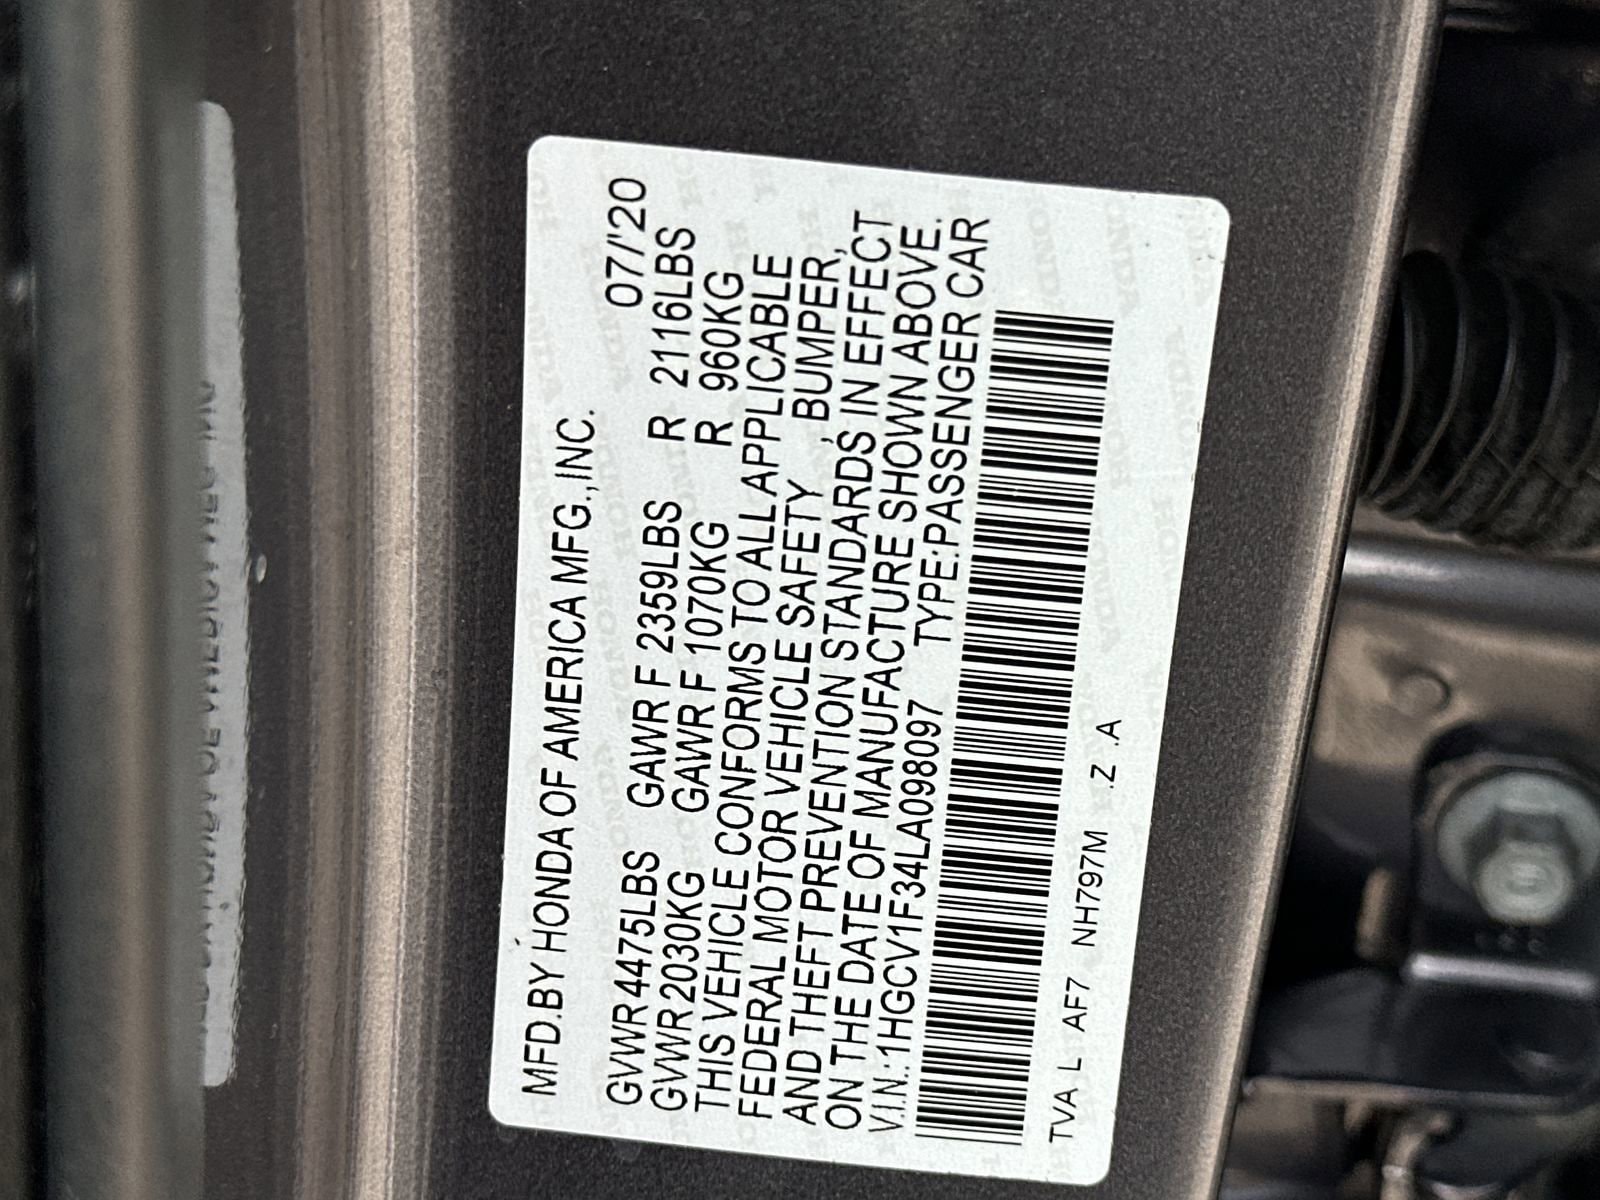 MFD.BY HONDA OF AMERICA MFG.,INC.
07/'20
GVWR 4475LBS GAWR F 2359LBS R 2116LBS
GVWR 2030KG GAWR F 1070KG R 960KG
THIS VEHICLE CONFORMS TO ALL APPLICABLE
FEDERAL MOTOR VEHICLE SAFETY , BUMPER,
AND THEFT PREVENTION STANDARDS IN EFFECT
ON THE DATE OF MANUFACTURE SHOWN ABOVE.
V.I.N.:1HGCV1F34LA098097 TYPE:PASSENGER CAR
TVA L AF7 NH797M .Z .A